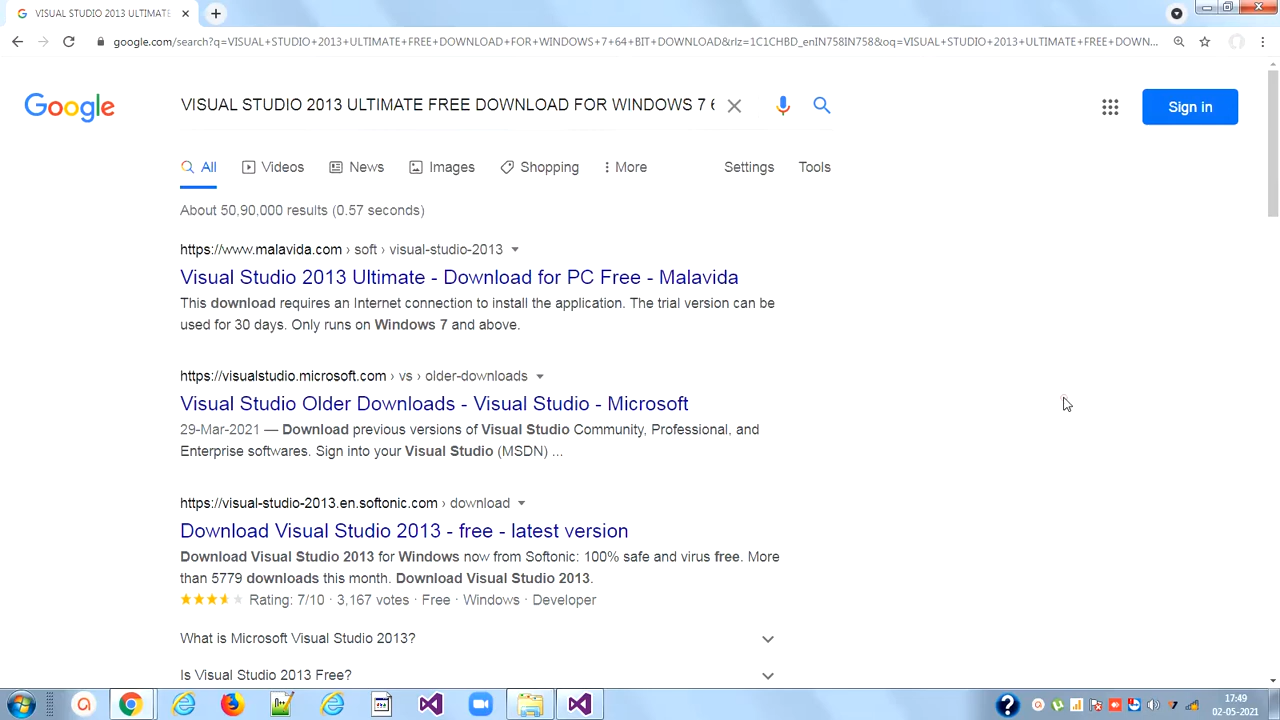 VISUAL STUDIO 2013 ULTIMATE
google.com/search?q=VISUAL+STUDIO+2013+ULTIMATE+FREE+DOWNLOAD+FOR+WINDOWS+7+64+BIT+DOWNLOAD&rlz=1C1CHBD_enIN758IN758&oq=VISUAL+STUDIO+2013+ULTIMATE+FREE+DOWN...
Google
VISUAL STUDIO 2013 ULTIMATE FREE DOWNLOAD FOR WINDOWS 7 6
Sign in
All Videos News Images Shopping More Settings Tools
About 50,90,000 results (0.57 seconds)
https://www.malavida.com › soft › visual-studio-2013
Visual Studio 2013 Ultimate - Download for PC Free - Malavida
This download requires an Internet connection to install the application. The trial version can be
used for 30 days. Only runs on Windows 7 and above.
https://visualstudio.microsoft.com › vs › older-downloads
Visual Studio Older Downloads - Visual Studio - Microsoft
29-Mar-2021 — Download previous versions of Visual Studio Community, Professional, and
Enterprise softwares. Sign into your Visual Studio (MSDN) ...
https://visual-studio-2013.en.softonic.com › download
Download Visual Studio 2013 - free - latest version
Download Visual Studio 2013 for Windows now from Softonic: 100% safe and virus free. More
than 5779 downloads this month. Download Visual Studio 2013.
Rating: 7/10 · 3,167 votes · Free · Windows · Developer
What is Microsoft Visual Studio 2013?
Is Visual Studio 2013 Free?
17:49
02-05-2021